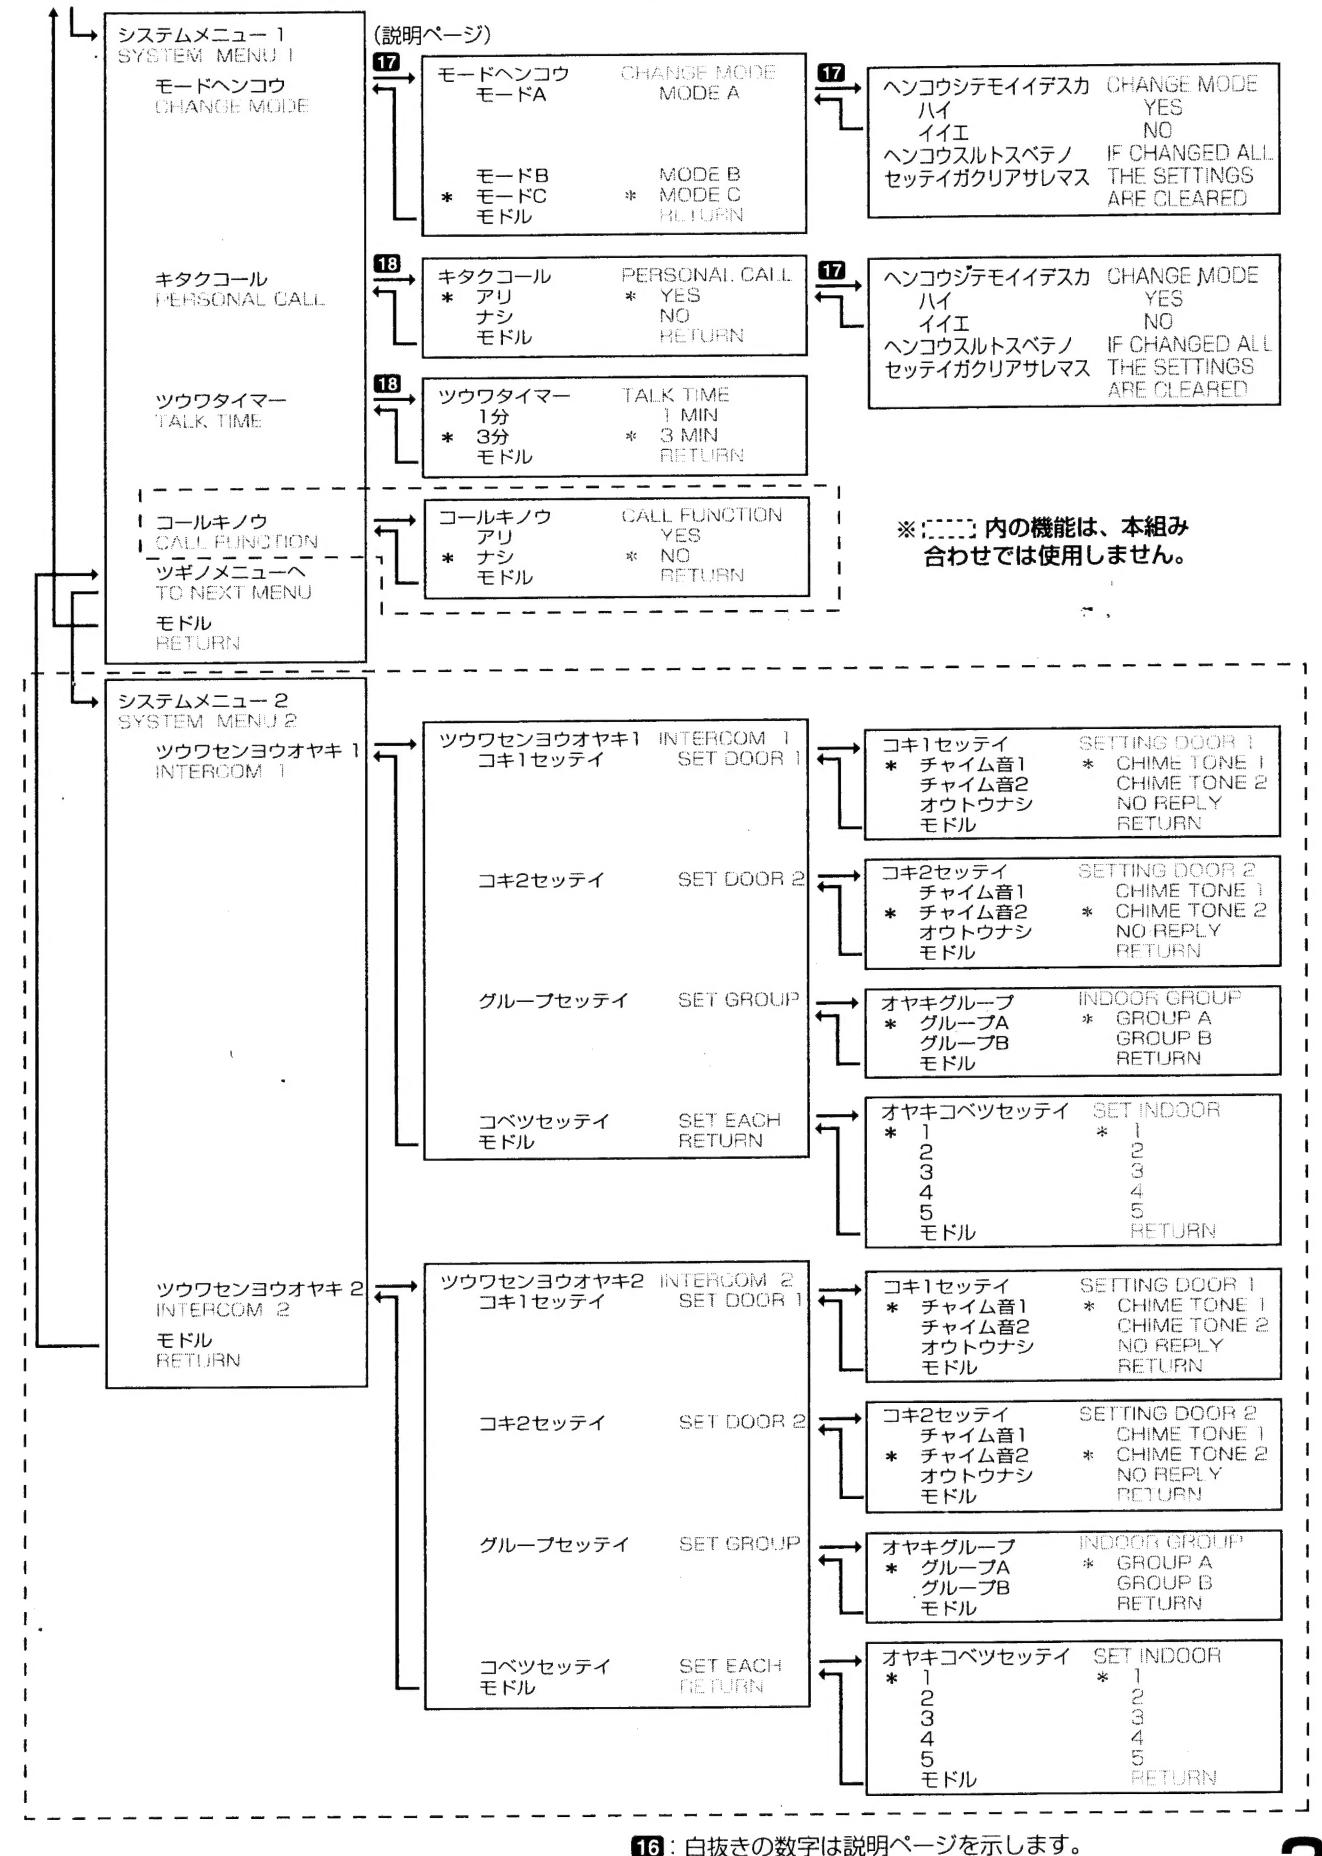 システムメニュー 1
SYSTEM MENU 1
(説明ページ)
モードヘンコウ
CHANGE MODE
17
モードヘンコウ CHANGE MODE
モードA MODE A
モードB MODE B
* モードC * MODE C
モドル RETURN
17
ヘンコウシテモイイデスカ CHANGE MODE
ハイ YES
イイエ NO
ヘンコウスルトスベテノ IF CHANGED ALL
セッテイガクリアサレマス THE SETTINGS
ARE CLEARED
キタクコール
PERSONAL CALL
18
キタクコール PERSONAL CALL
* アリ * YES
ナシ NO
モドル RETURN
17
ヘンコウジテモイイデスカ CHANGE MODE
ハイ YES
イイエ NO
ヘンコウスルトスベテノ IF CHANGED ALL
セッテイガクリアサレマス THE SETTINGS
ARE CLEARED
ツウワタイマー
TALK TIME
18
ツウワタイマー TALK TIME
1分 1 MIN
* 3分 * 3 MIN
モドル RETURN
コールキノウ
CALL FUNCTION
コールキノウ CALL FUNCTION
アリ YES
* ナシ * NO
モドル RETURN
※ 内の機能は、本組み
合わせでは使用しません。
ツギノメニューへ
TO NEXT MENU
モドル
RETURN
システムメニュー 2
SYSTEM MENU 2
ツウワセンヨウオヤキ 1
INTERCOM 1
ツウワセンヨウオヤキ1 INTERCOM 1
コキ1セッテイ SET DOOR 1
コキ1セッテイ SETTING DOOR 1
* チャイム音1 * CHIME TONE 1
チャイム音2 CHIME TONE 2
オウトウナシ NO REPLY
モドル RETURN
コキ2セッテイ SET DOOR 2
コキ2セッテイ SETTING DOOR 2
チャイム音1 CHIME TONE 1
* チャイム音2 * CHIME TONE 2
オウトウナシ NO REPLY
モドル RETURN
グループセッテイ SET GROUP
オヤキグループ INDOOR GROUP
* グループA * GROUP A
グループB GROUP B
モドル RETURN
コベツセッテイ SET EACH
モドル RETURN
オヤキコベツセッテイ SET INDOOR
* 1 * 1
2 2
3 3
4 4
5 5
モドル RETURN
ツウワセンヨウオヤキ 2
INTERCOM 2
モドル
RETURN
ツウワセンヨウオヤキ2 INTERCOM 2
コキ1セッテイ SET DOOR 1
コキ1セッテイ SETTING DOOR 1
* チャイム音1 * CHIME TONE 1
チャイム音2 CHIME TONE 2
オウトウナシ NO REPLY
モドル RETURN
コキ2セッテイ SET DOOR 2
コキ2セッテイ SETTING DOOR 2
チャイム音1 CHIME TONE 1
* チャイム音2 * CHIME TONE 2
オウトウナシ NO REPLY
モドル RETURN
グループセッテイ SET GROUP
オヤキグループ INDOOR GROUP
* グループA * GROUP A
グループB GROUP B
モドル RETURN
コベツセッテイ SET EACH
モドル RETURN
オヤキコベツセッテイ SET INDOOR
* 1 * 1
2 2
3 3
4 4
5 5
モドル RETURN
16：白抜きの数字は説明ページを示します。